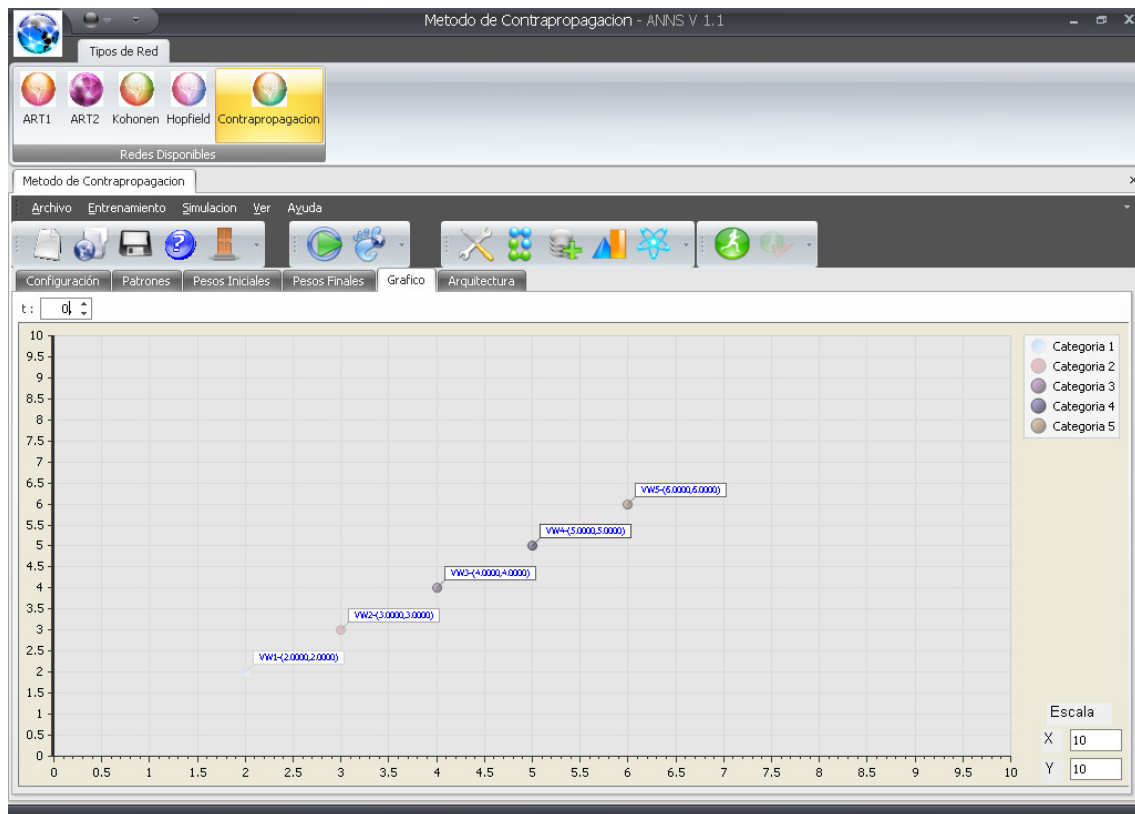 Metodo de Contrapropagacion - ANNS V 1.1
Tipos de Red
ART1 ART2 Kohonen Hopfield Contrapropagacion
Redes Disponibles
Metodo de Contrapropagacion
Archivo Entrenamiento Simulacion Ver Ayuda
Configuración Patrones Pesos Iniciales Pesos Finales Grafico Arquitectura
t : 0
10
9.5
9
8.5
8
7.5
7
6.5
6
5.5
5
4.5
4
3.5
3
2.5
2
1.5
1
0.5
0
0 0.5 1 1.5 2 2.5 3 3.5 4 4.5 5 5.5 6 6.5 7 7.5 8 8.5 9 9.5 10
VW5-(6.0000,6.0000)
VW4-(5.0000,5.0000)
VW3-(4.0000,4.0000)
VW2-(3.0000,3.0000)
VW1-(2.0000,2.0000)
Categoria 1
Categoria 2
Categoria 3
Categoria 4
Categoria 5
Escala
X 10
Y 10